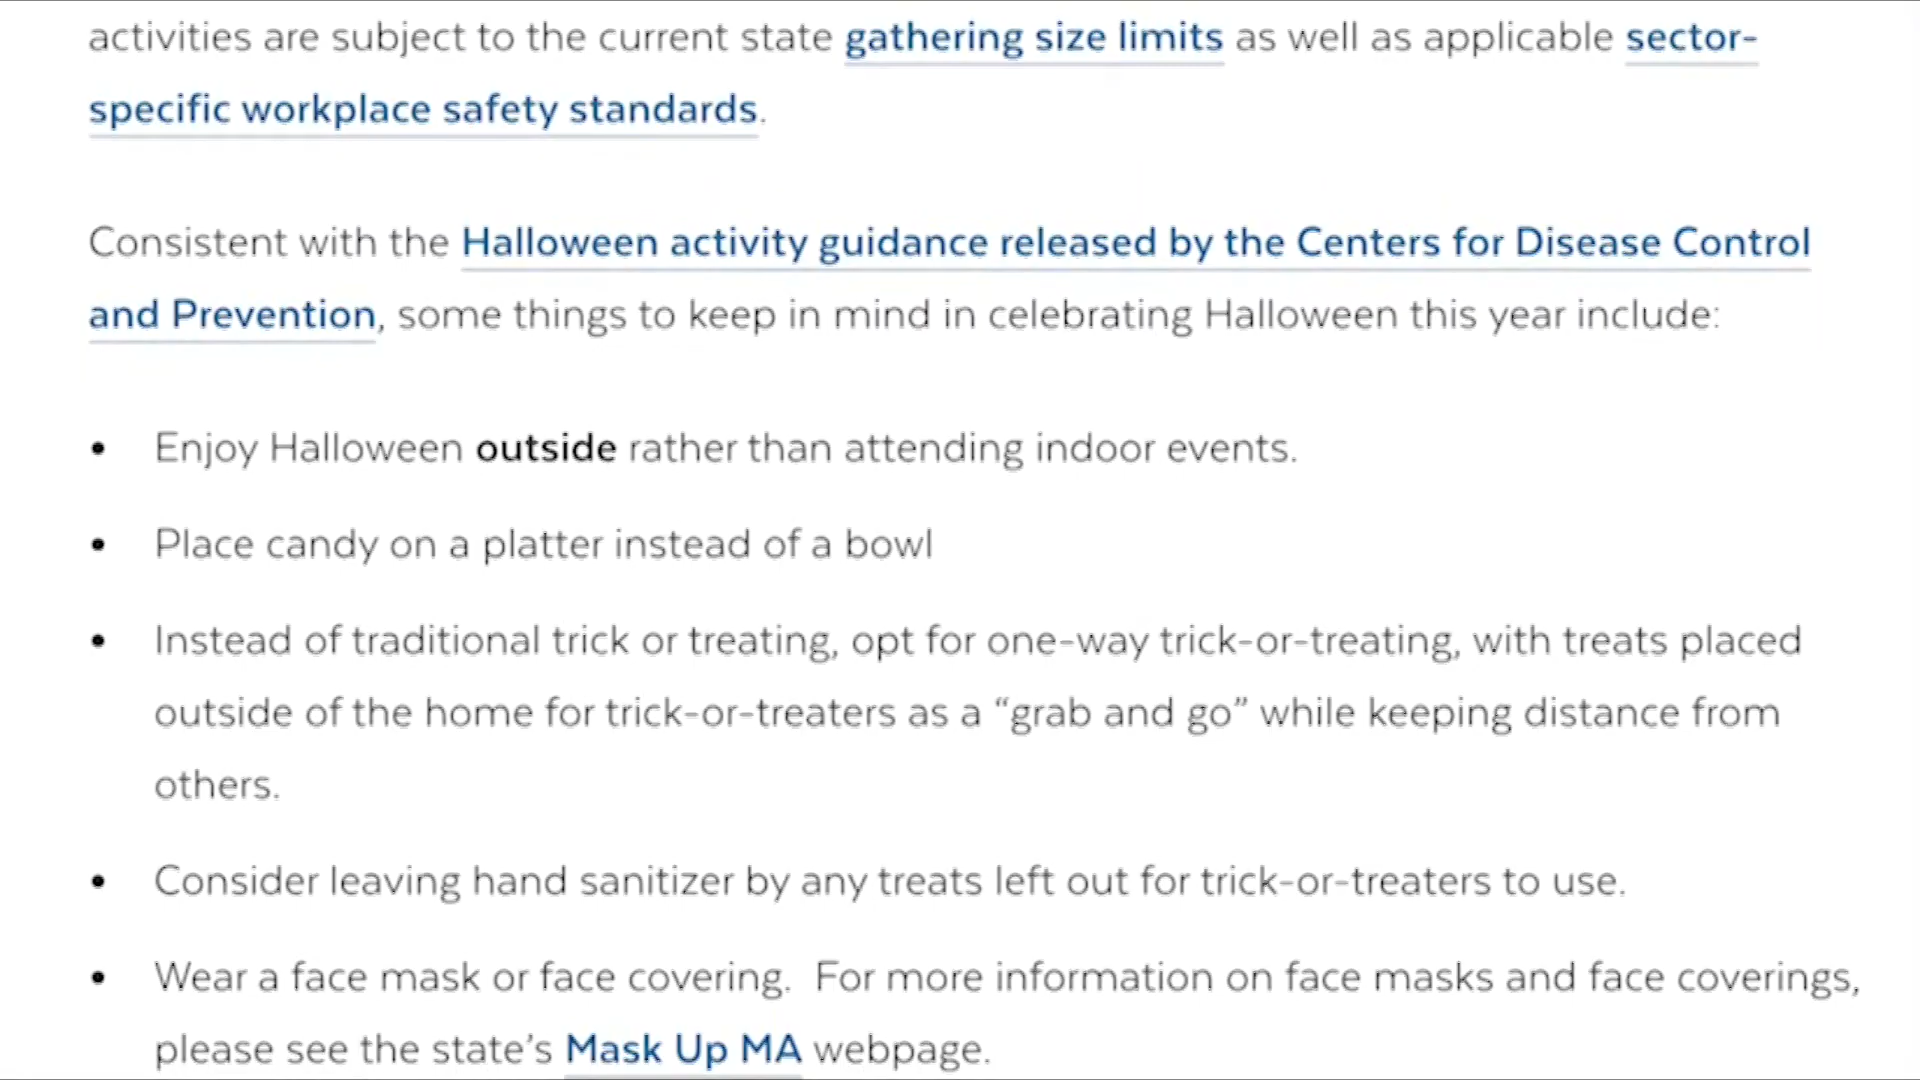 activities are subject to the current state gathering size limits as well as applicable sector-
specific workplace safety standards.
Consistent with the Halloween activity guidance released by the Centers for Disease Control
and Prevention, some things to keep in mind in celebrating Halloween this year include:
• Enjoy Halloween outside rather than attending indoor events.
• Place candy on a platter instead of a bowl
• Instead of traditional trick or treating, opt for one-way trick-or-treating, with treats placed
outside of the home for trick-or-treaters as a “grab and go” while keeping distance from
others.
• Consider leaving hand sanitizer by any treats left out for trick-or-treaters to use.
• Wear a face mask or face covering.  For more information on face masks and face coverings,
please see the state’s Mask Up MA webpage.